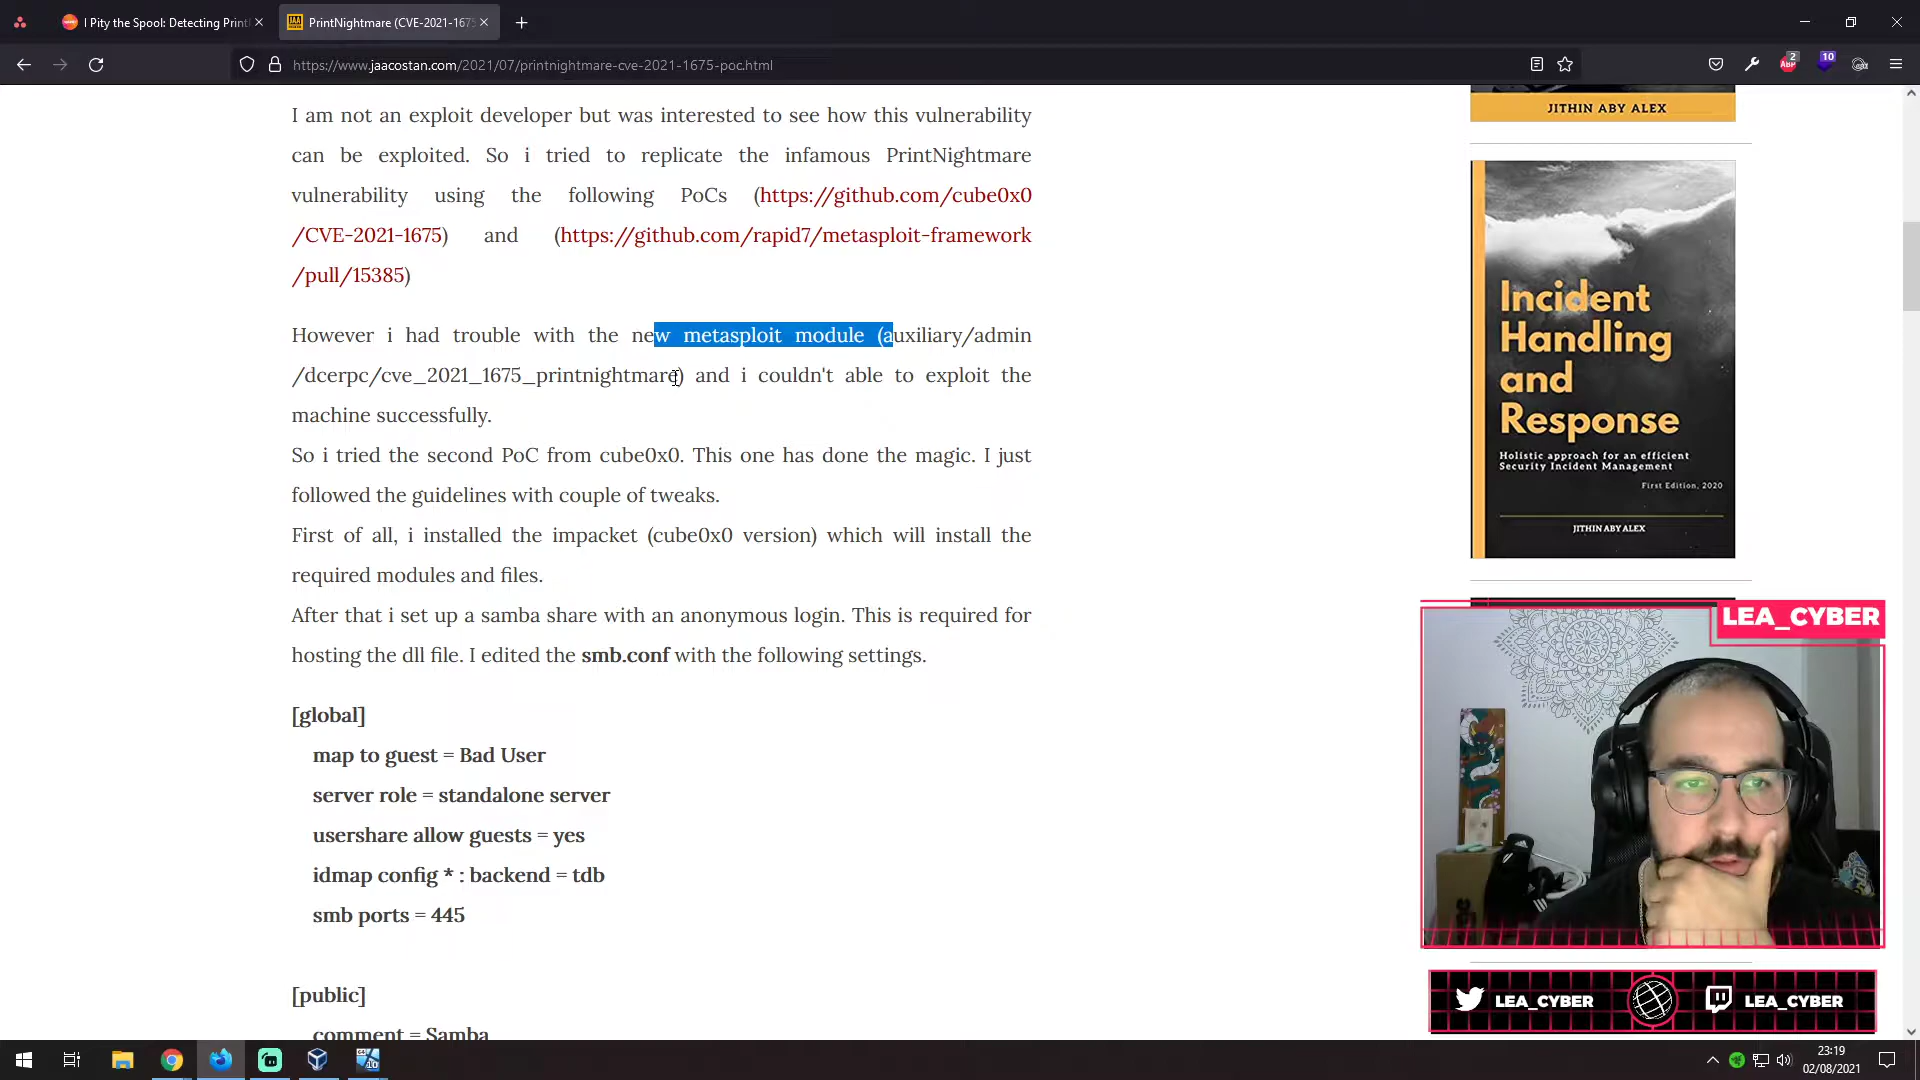 I Pity the Spool: Detecting Print
PrintNightmare (CVE-2021-1675
https://www.jaacostan.com/2021/07/printnightmare-cve-2021-1675-poc.html
ABP
2
10
I am not an exploit developer but was interested to see how this vulnerability
can be exploited. So i tried to replicate the infamous PrintNightmare
vulnerability using the following PoCs (https://github.com/cube0x0
/CVE-2021-1675) and (https://github.com/rapid7/metasploit-framework
/pull/15385)
However i had trouble with the new metasploit module (auxiliary/admin
/dcerpc/cve_2021_1675_printnightmare) and i couldn't able to exploit the
machine successfully.
So i tried the second PoC from cube0x0. This one has done the magic. I just
followed the guidelines with couple of tweaks.
First of all, i installed the impacket (cube0x0 version) which will install the
required modules and files.
After that i set up a samba share with an anonymous login. This is required for
hosting the dll file. I edited the smb.conf with the following settings.
[global]
map to guest = Bad User
server role = standalone server
usershare allow guests = yes
idmap config * : backend = tdb
smb ports = 445
[public]
comment = Samba
JITHIN ABY ALEX
Incident
Handling
and
Response
Holistic approach for an efficient
Security Incident Management
First Edition, 2020
JITHIN ABY ALEX
LEA_CYBER
LEA_CYBER
LEA_CYBER
23:19
02/08/2021